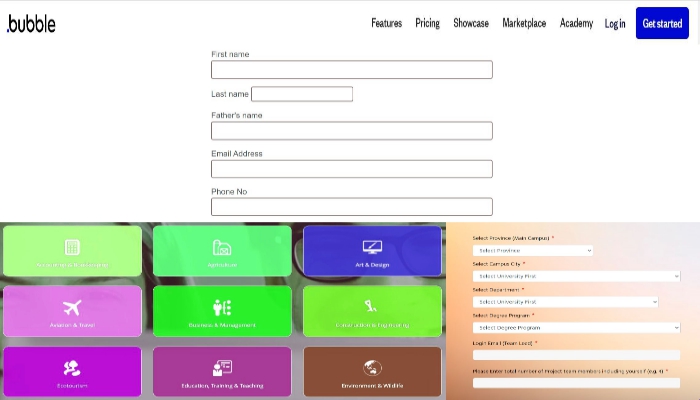 .bubble
Features Pricing Showcase Marketplace Academy Log in Get started
First name
Last name
Father's name
Email Address
Phone No
Agriculture
Art & Design
Aviation & Travel
Business & Management
Construction & Engineering
Ecotourism
Education, Training & Teaching
Environment & Wildlife
Select Province (Main Campus) *
Select Province
Select Campus City *
Select University First
Select Department *
Select University First
Select Degree Program *
Select Degree Program
Login Email (Team Lead) *
Please Enter total number of Project team members including yourself (e.g. 4) *